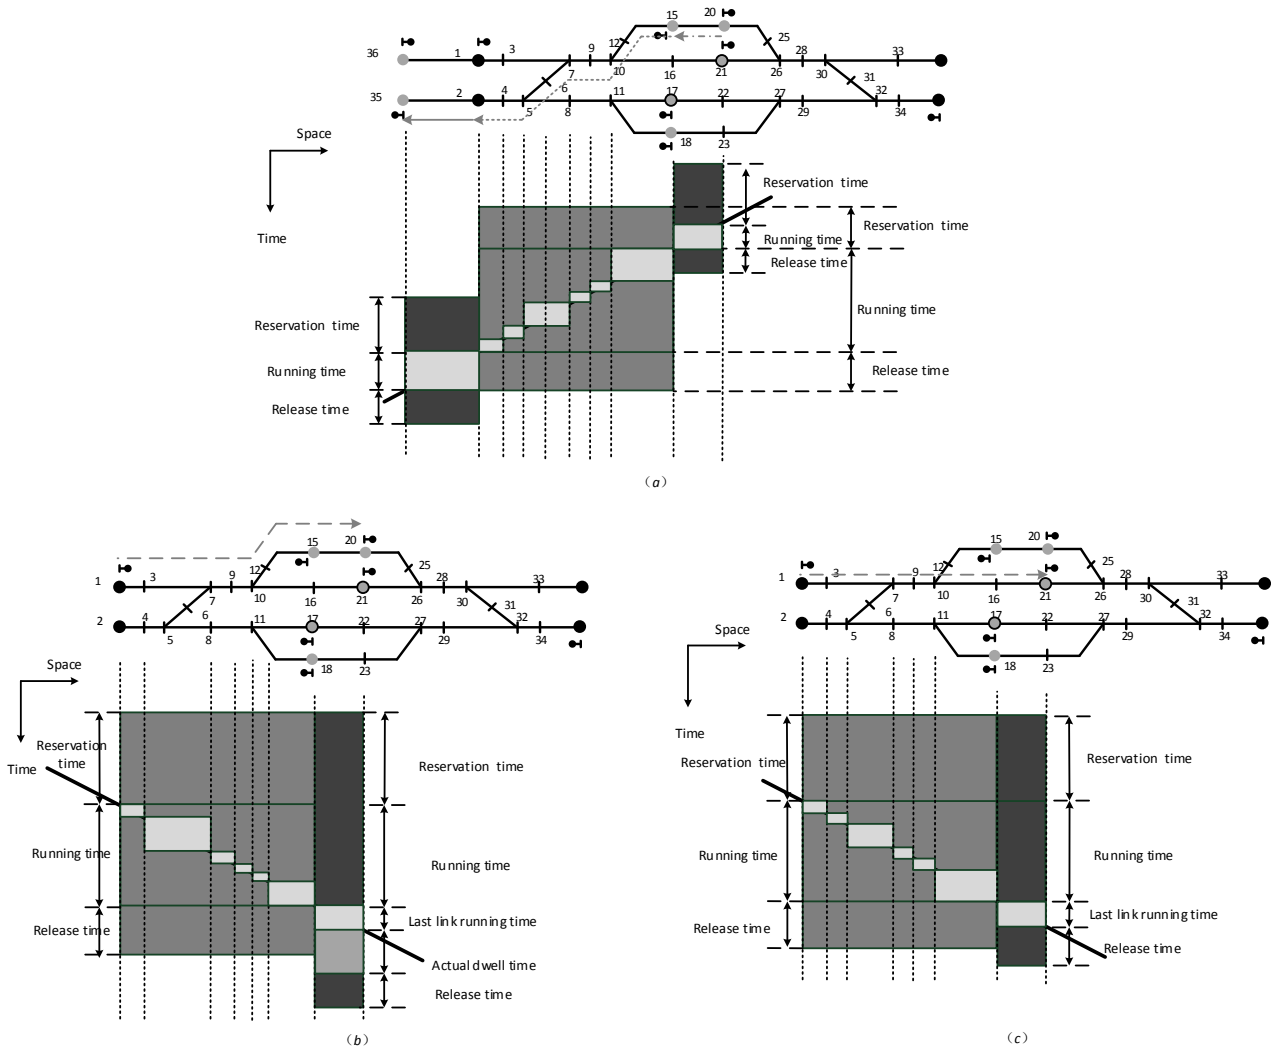 15 20
36 1 3 9 12 25 28 33
7 10 16 21 26 30 31
35 2 4 6 17 22 27 32
5 8 11 29 34
18 23
Space
Time
Reservation time
Reservation time
Running time
Release time
Running time
Release time
Reservation time
Running time
Release time
(a)
15 20
1 3 9 12 25 28 33
7 10 16 21 26 30 31
2 4 6 17 22 27 32
5 8 11 29 34
18 23
Space
Time
Reservation
time
Running time
Release time
Reservation time
Running time
Last link running time
Actual dwell time
Release time
(b)
15 20
1 3 9 12 25 28 33
7 10 16 21 26 30 31
2 4 6 17 22 27 32
5 8 11 29 34
18 23
Space
Time
Reservation time
Running time
Release time
Reservation time
Running time
Last link running time
Release time
(c)